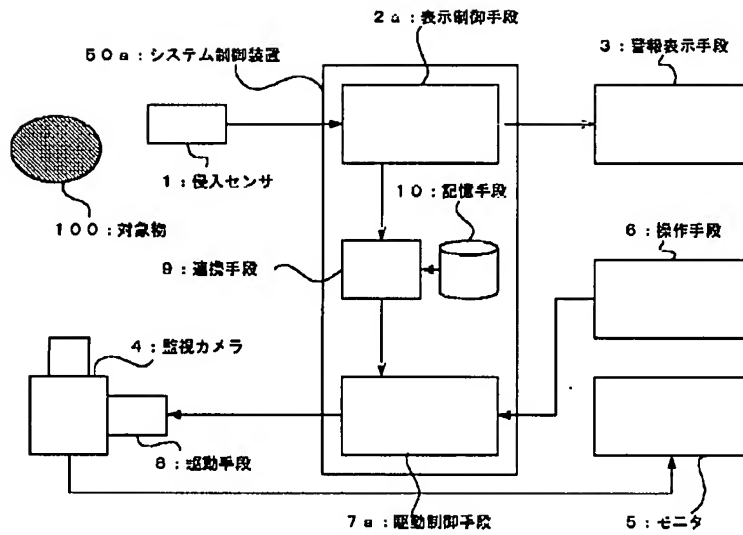 2a：表示制御手段
50a：システム制御装置
3：警報表示手段
1：侵入センサ
10：記憶手段
100：対象物
6：操作手段
9：連携手段
4：監視カメラ
8：駆動手段
7a：駆動制御手段
5：モニタ